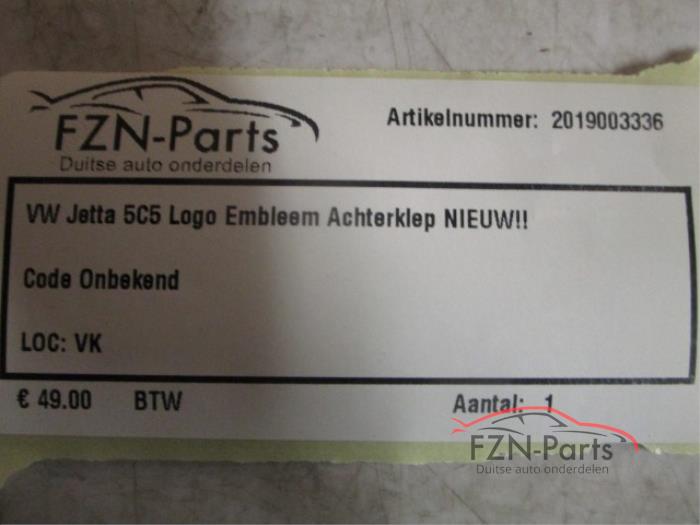 FZN-Parts
Duitse auto onderdelen
Artikelnummer: 2019003336
VW Jetta 5C5 Logo Embleem Achterklep NIEUW!!
Code Onbekend
LOC: VK
€ 49.00 BTW Aantal: 1
FZN-Parts
Duitse auto onderdelen